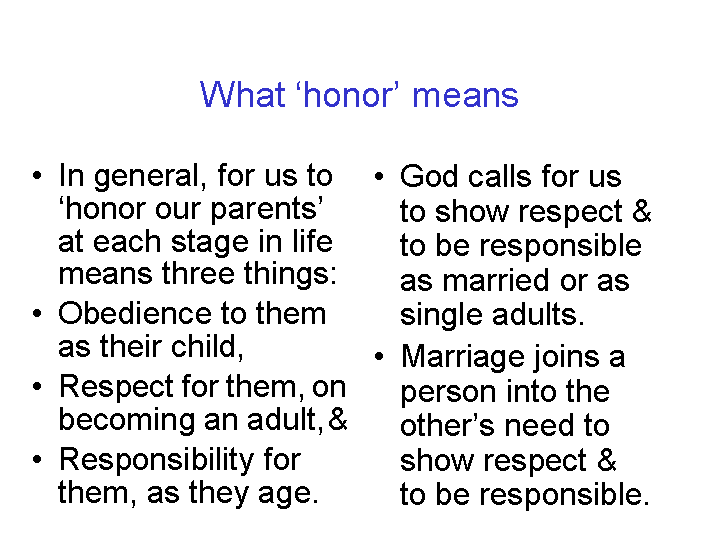 What ‘honor’ means
• In general, for us to
‘honor our parents’
at each stage in life
means three things:
• Obedience to them
as their child,
• Respect for them, on
becoming an adult, &
• Responsibility for
them, as they age.
• God calls for us
to show respect &
to be responsible
as married or as
single adults.
• Marriage joins a
person into the
other’s need to
show respect &
to be responsible.